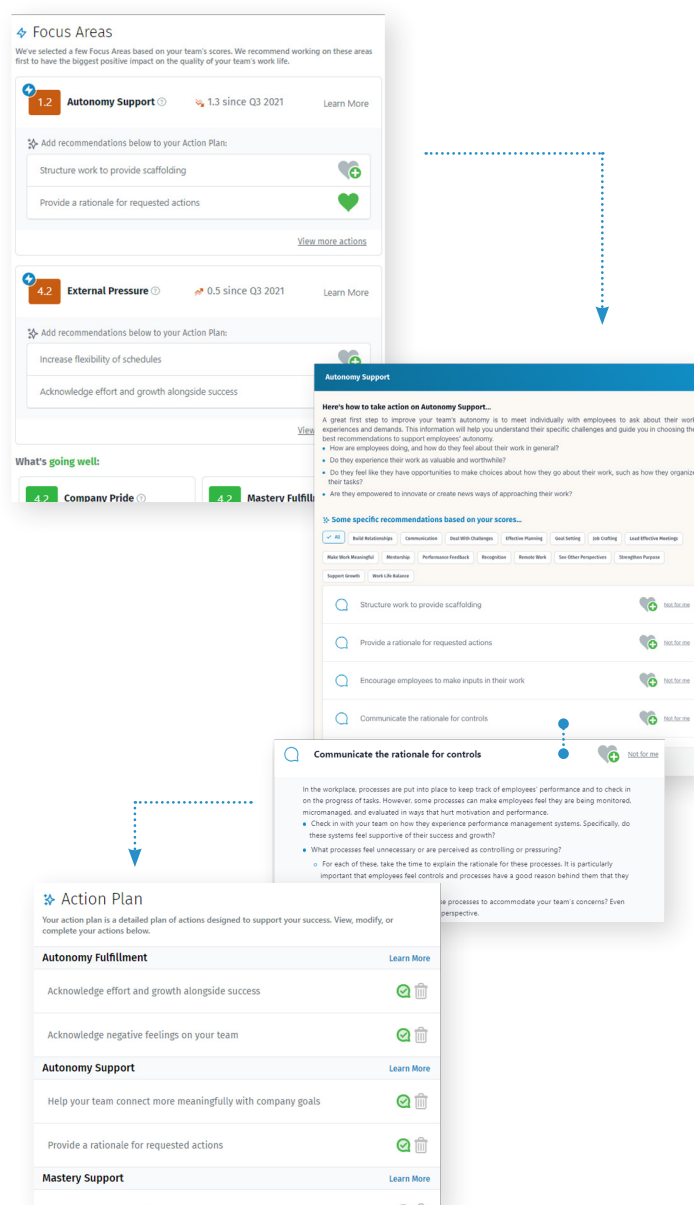 Focus Areas
We've selected a few Focus Areas based on your team's scores. We recommend working on these areas
first to have the biggest positive impact on the quality of your team's work life.
1.2 Autonomy Support 1.3 since Q3 2021 Learn More
Add recommendations below to your Action Plan:
Structure work to provide scaffolding
Provide a rationale for requested actions
View more actions
4.2 External Pressure 0.5 since Q3 2021 Learn More
Add recommendations below to your Action Plan:
Increase flexibility of schedules
Acknowledge effort and growth alongside success
View
What's going well:
4.2 Company Pride 4.2 Mastery Fulfill
Autonomy Support
Here's how to take action on Autonomy Support...
A great first step to improve your team's autonomy is to meet individually with employees to ask about their work
experiences and demands. This information will help you understand their specific challenges and guide you in choosing the
best recommendations to support employees' autonomy.
• How are employees doing, and how do they feel about their work in general?
• Do they experience their work as valuable and worthwhile?
• Do they feel like they have opportunities to make choices about how they go about their work, such as how they organize
their tasks?
• Are they empowered to innovate or create news ways of approaching their work?
Some specific recommendations based on your scores...
All Build Relationships Communication Deal With Challenges Effective Planning Goal Setting Job Crafting Lead Effective Meetings
Make Work Meaningful Mentorship Performance Feedback Recognition Remote Work See Other Perspectives Strengthen Purpose
Support Growth Work Life Balance
Structure work to provide scaffolding Not for me
Provide a rationale for requested actions Not for me
Encourage employees to make inputs in their work Not for me
Communicate the rationale for controls Not for me
Communicate the rationale for controls Not for me
In the workplace, processes are put into place to keep track of employees' performance and to check in
on the progress of tasks. However, some processes can make employees feel they are being monitored,
micromanaged, and evaluated in ways that hurt motivation and performance.
• Check in with your team on how they experience performance management systems. Specifically, do
these systems feel supportive of their success and growth?
• What processes feel unnecessary or are perceived as controlling or pressuring?
o For each of these, take the time to explain the rationale for these processes. It is particularly
important that employees feel controls and processes have a good reason behind them that they
processes to accommodate your team's concerns? Even
perspective.
Action Plan
Your action plan is a detailed plan of actions designed to support your success. View, modify, or
complete your actions below.
Autonomy Fulfillment Learn More
Acknowledge effort and growth alongside success
Acknowledge negative feelings on your team
Autonomy Support Learn More
Help your team connect more meaningfully with company goals
Provide a rationale for requested actions
Mastery Support Learn More